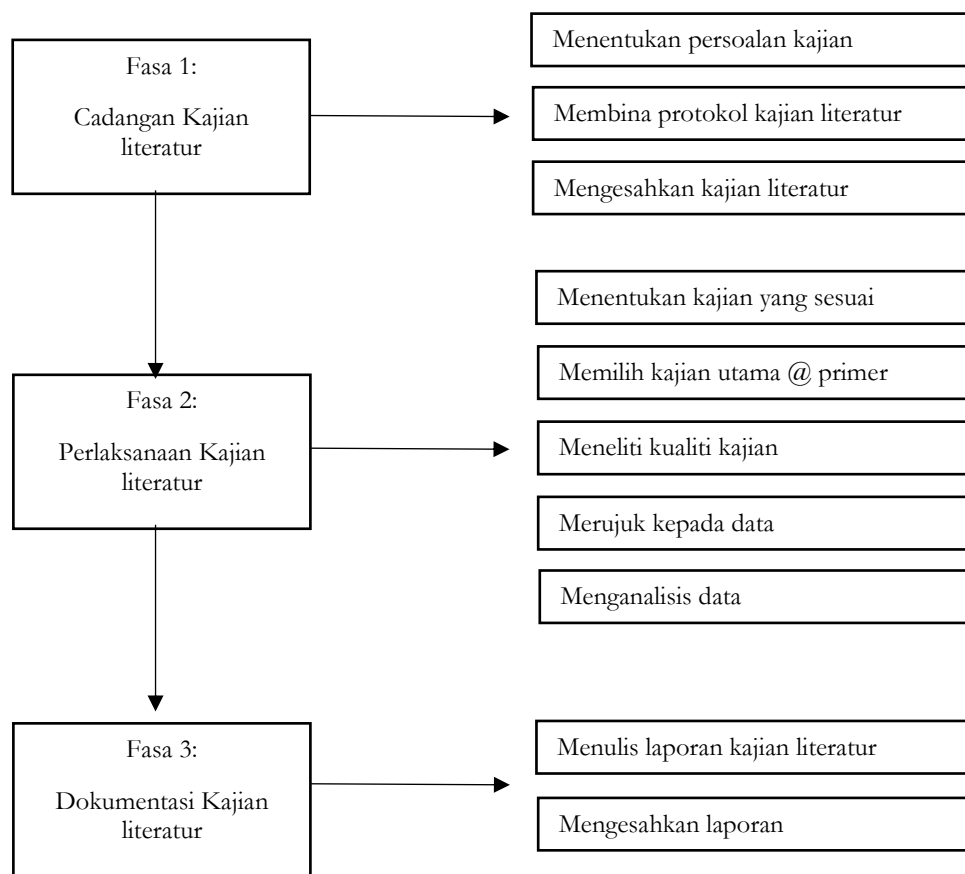 Fasa 1:
Cadangan Kajian
literatur
Menentukan persoalan kajian
Membina protokol kajian literatur
Mengesahkan kajian literatur
Fasa 2:
Perlaksanaan Kajian
literatur
Menentukan kajian yang sesuai
Memilih kajian utama @ primer
Meneliti kualiti kajian
Merujuk kepada data
Menganalisis data
Fasa 3:
Dokumentasi Kajian
literatur
Menulis laporan kajian literatur
Mengesahkan laporan